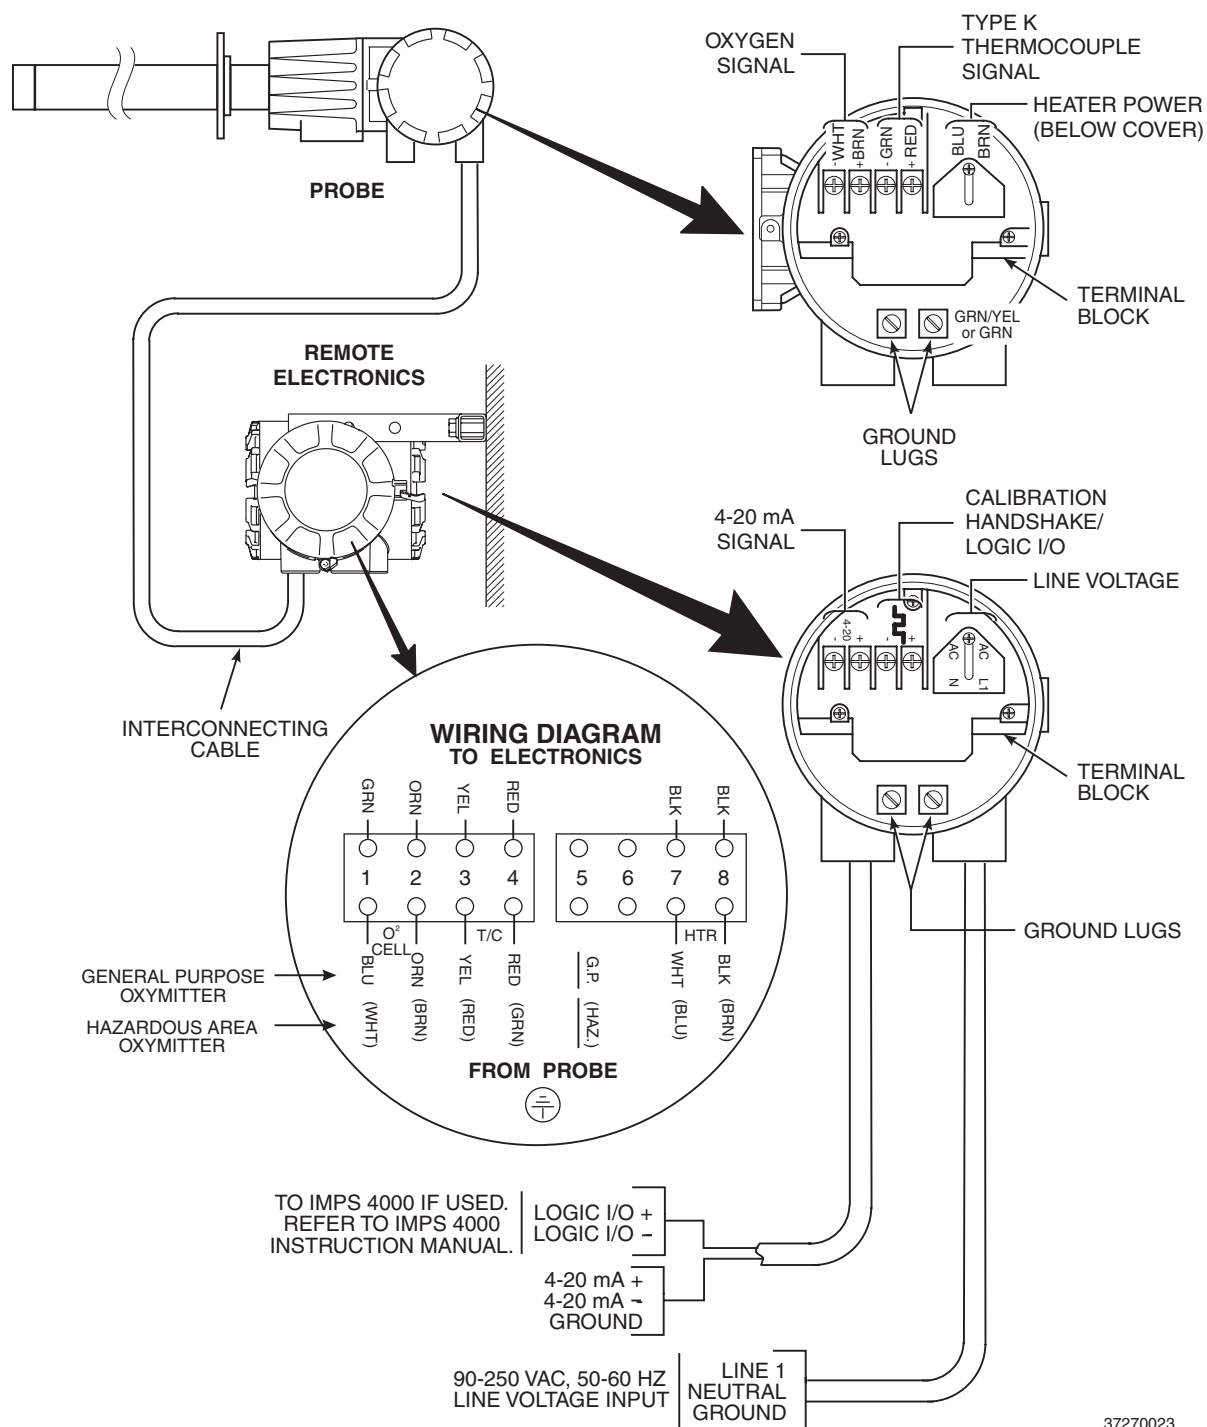 OXYGEN
SIGNAL
TYPE K
THERMOCOUPLE
SIGNAL
HEATER POWER
(BELOW COVER)
- WHT
+ BRN
- GRN
+ RED
BLU
BRN
PROBE
TERMINAL
BLOCK
GRN/YEL
or GRN
GROUND
LUGS
REMOTE
ELECTRONICS
4-20 mA
SIGNAL
CALIBRATION
HANDSHAKE/
LOGIC I/O
LINE VOLTAGE
- 4-20 +
- +
AC N
AC L1
TERMINAL
BLOCK
GROUND LUGS
INTERCONNECTING
CABLE
WIRING DIAGRAM
TO ELECTRONICS
GRN ORN YEL RED BLK BLK
1 2 3 4 5 6 7 8
O²
CELL
T/C
HTR
GENERAL PURPOSE
OXYMITTER
BLU ORN YEL RED G.P. WHT BLK
HAZARDOUS AREA
OXYMITTER
(WHT) (BRN) (RED) (GRN) (HAZ.) (BLU) (BRN)
FROM PROBE
TO IMPS 4000 IF USED.
REFER TO IMPS 4000
INSTRUCTION MANUAL.
LOGIC I/O +
LOGIC I/O -
4-20 mA +
4-20 mA -
GROUND
90-250 VAC, 50-60 HZ
LINE VOLTAGE INPUT
LINE 1
NEUTRAL
GROUND
37270023